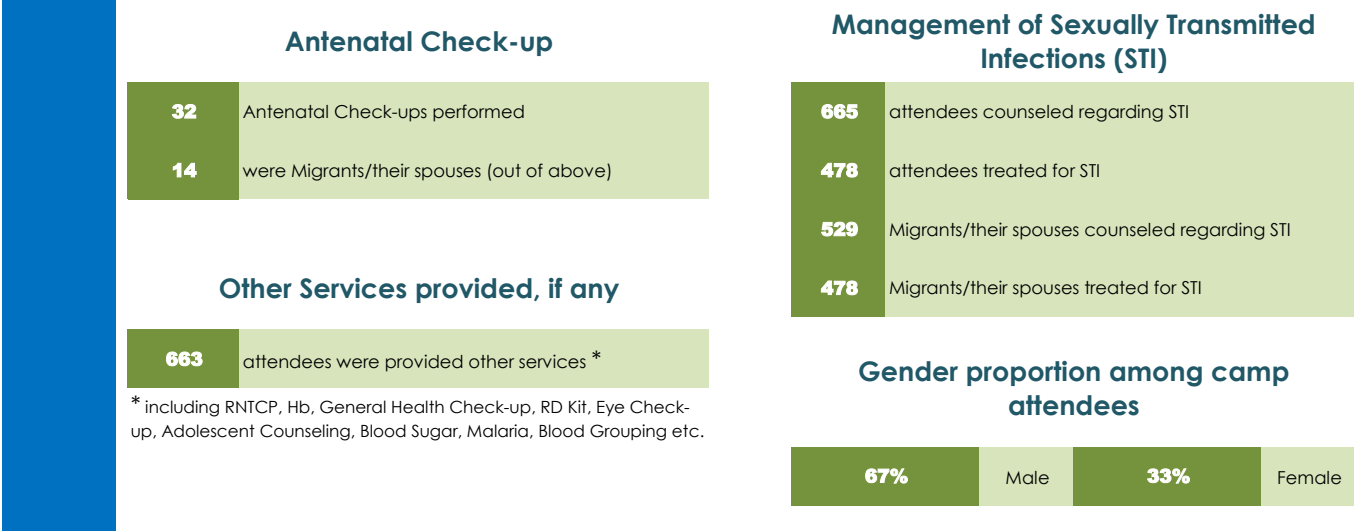 Antenatal Check-up
32 Antenatal Check-ups performed
14 were Migrants/their spouses (out of above)
Other Services provided, if any
663 attendees were provided other services *
* including RNTCP, Hb, General Health Check-up, RD Kit, Eye Check-
up, Adolescent Counseling, Blood Sugar, Malaria, Blood Grouping etc.
Management of Sexually Transmitted
Infections (STI)
665 attendees counseled regarding STI
478 attendees treated for STI
529 Migrants/their spouses counseled regarding STI
478 Migrants/their spouses treated for STI
Gender proportion among camp
attendees
67% Male 33% Female